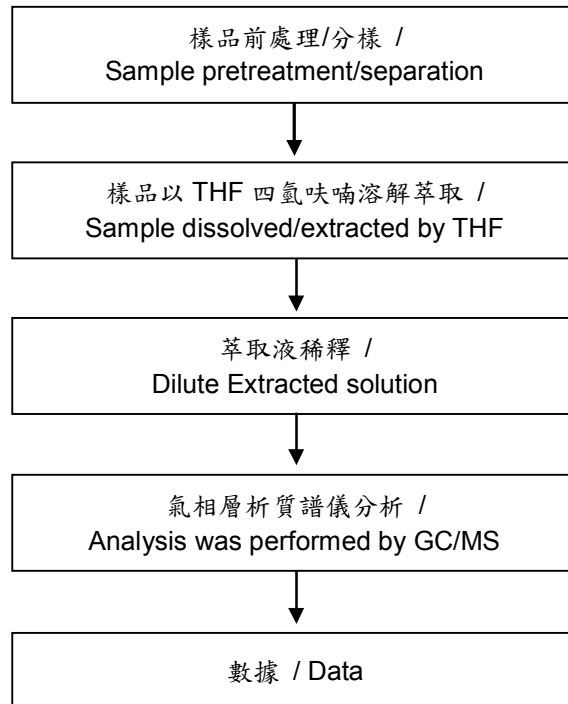 樣品前處理/分樣 /
Sample pretreatment/separation
樣品以 THF 四氫呋喃溶解萃取 /
Sample dissolved/extracted by THF
萃取液稀釋 /
Dilute Extracted solution
氣相層析質譜儀分析 /
Analysis was performed by GC/MS
數據 / Data